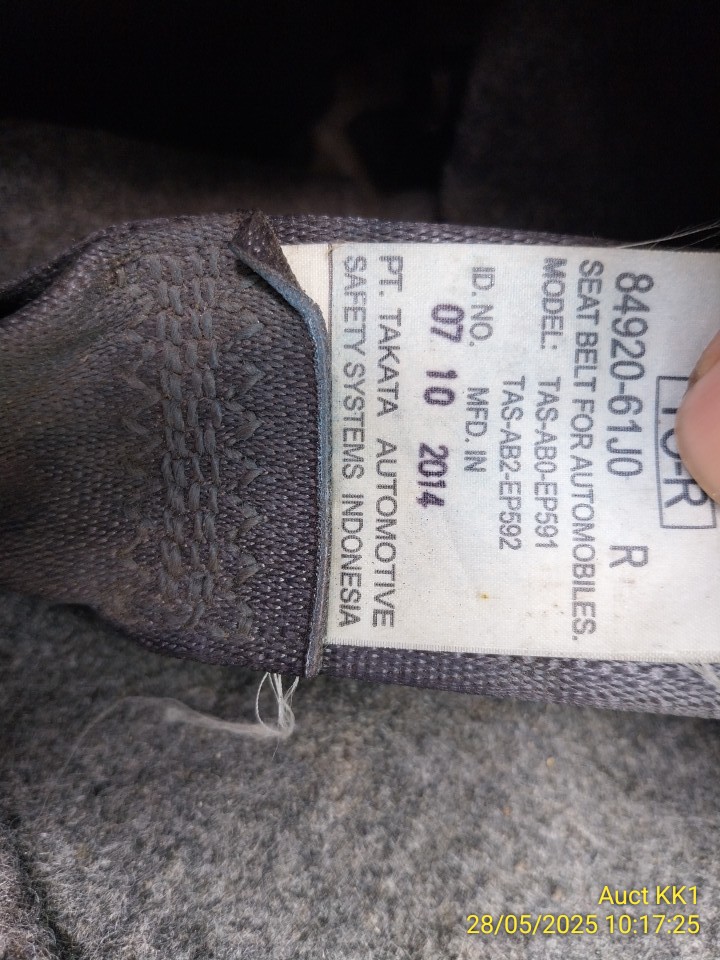 84920-61J0 R
SEAT BELT FOR AUTOMOBILES.
MODEL: TAS-AB0-EP591
TAS-AB2-EP592
ID. NO. MFD. IN
07 10 2014
PT. TAKATA AUTOMOTIVE
SAFETY SYSTEMS INDONESIA
Auct KK1
28/05/2025 10:17:25